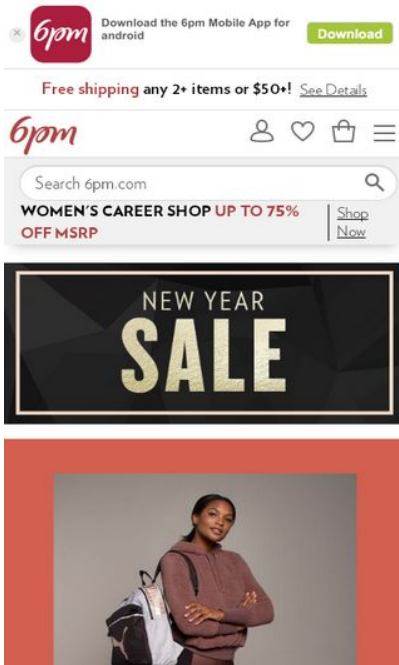 6pm
Download the 6pm Mobile App for
android
Download
Free shipping any 2+ items or $50+! See Details
6pm
Search 6pm.com
WOMEN'S CAREER SHOP UP TO 75%
OFF MSRP
Shop
Now
NEW YEAR
SALE